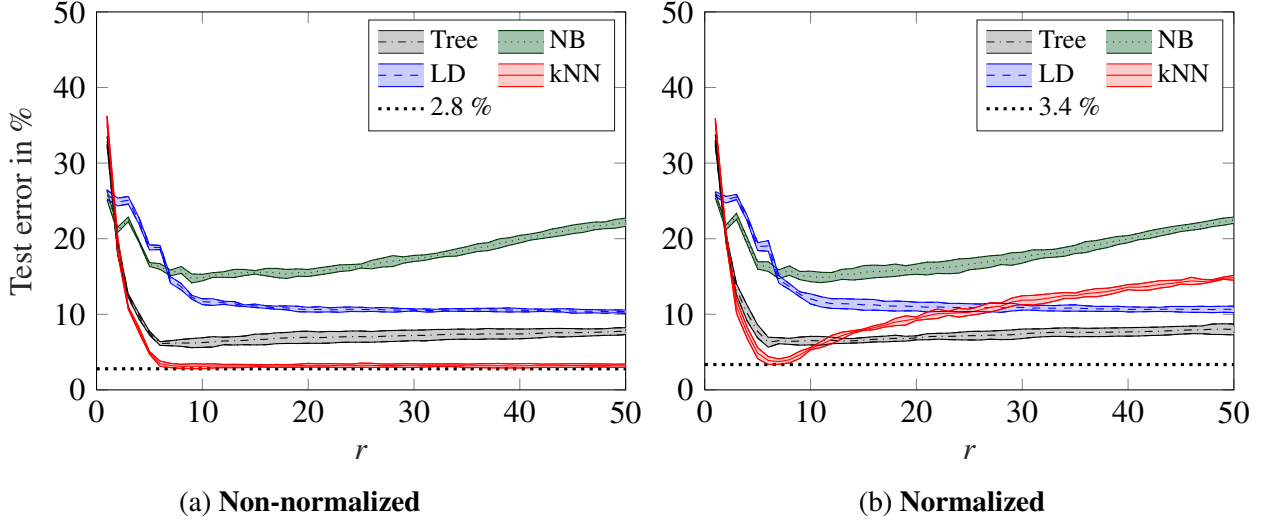 Test error in %
50
40
30
20
10
0
0 10 20 30 40 50
r
Tree NB
LD kNN
2.8 %
(a) Non-normalized
50
40
30
20
10
0
0 10 20 30 40 50
r
Tree NB
LD kNN
3.4 %
(b) Normalized